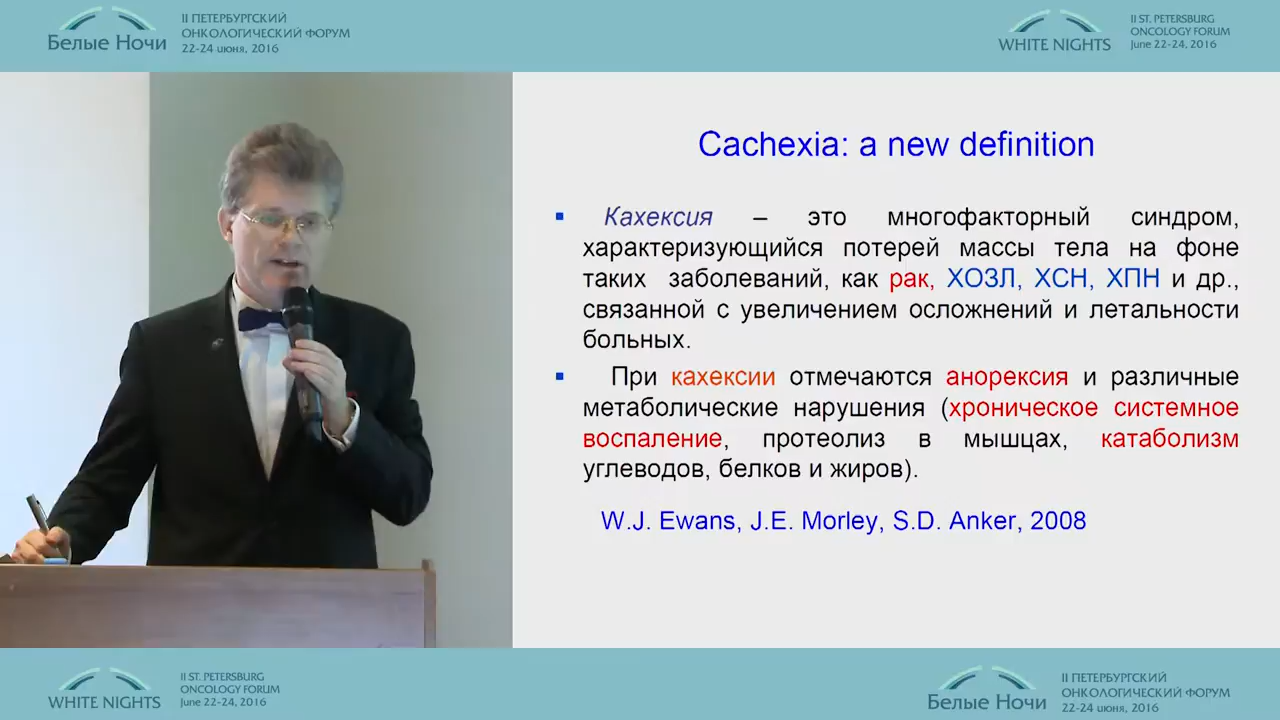 Белые Ночи
II ПЕТЕРБУРГСКИЙ
ОНКОЛОГИЧЕСКИЙ ФОРУМ
22-24 июня, 2016
WHITE NIGHTS
II ST. PETERSBURG
ONCOLOGY FORUM
June 22-24, 2016
Cachexia: a new definition
▪ Кахексия – это многофакторный синдром,
характеризующийся потерей массы тела на фоне
таких заболеваний, как рак, ХОЗЛ, ХСН, ХПН и др.,
связанной с увеличением осложнений и летальности
больных.
▪ При кахексии отмечаются анорексия и различные
метаболические нарушения (хроническое системное
воспаление, протеолиз в мышцах, катаболизм
углеводов, белков и жиров).
W.J. Ewans, J.E. Morley, S.D. Anker, 2008
WHITE NIGHTS
II ST. PETERSBURG
ONCOLOGY FORUM
June 22-24, 2016
Белые Ночи
II ПЕТЕРБУРГСКИЙ
ОНКОЛОГИЧЕСКИЙ ФОРУМ
22-24 июня, 2016